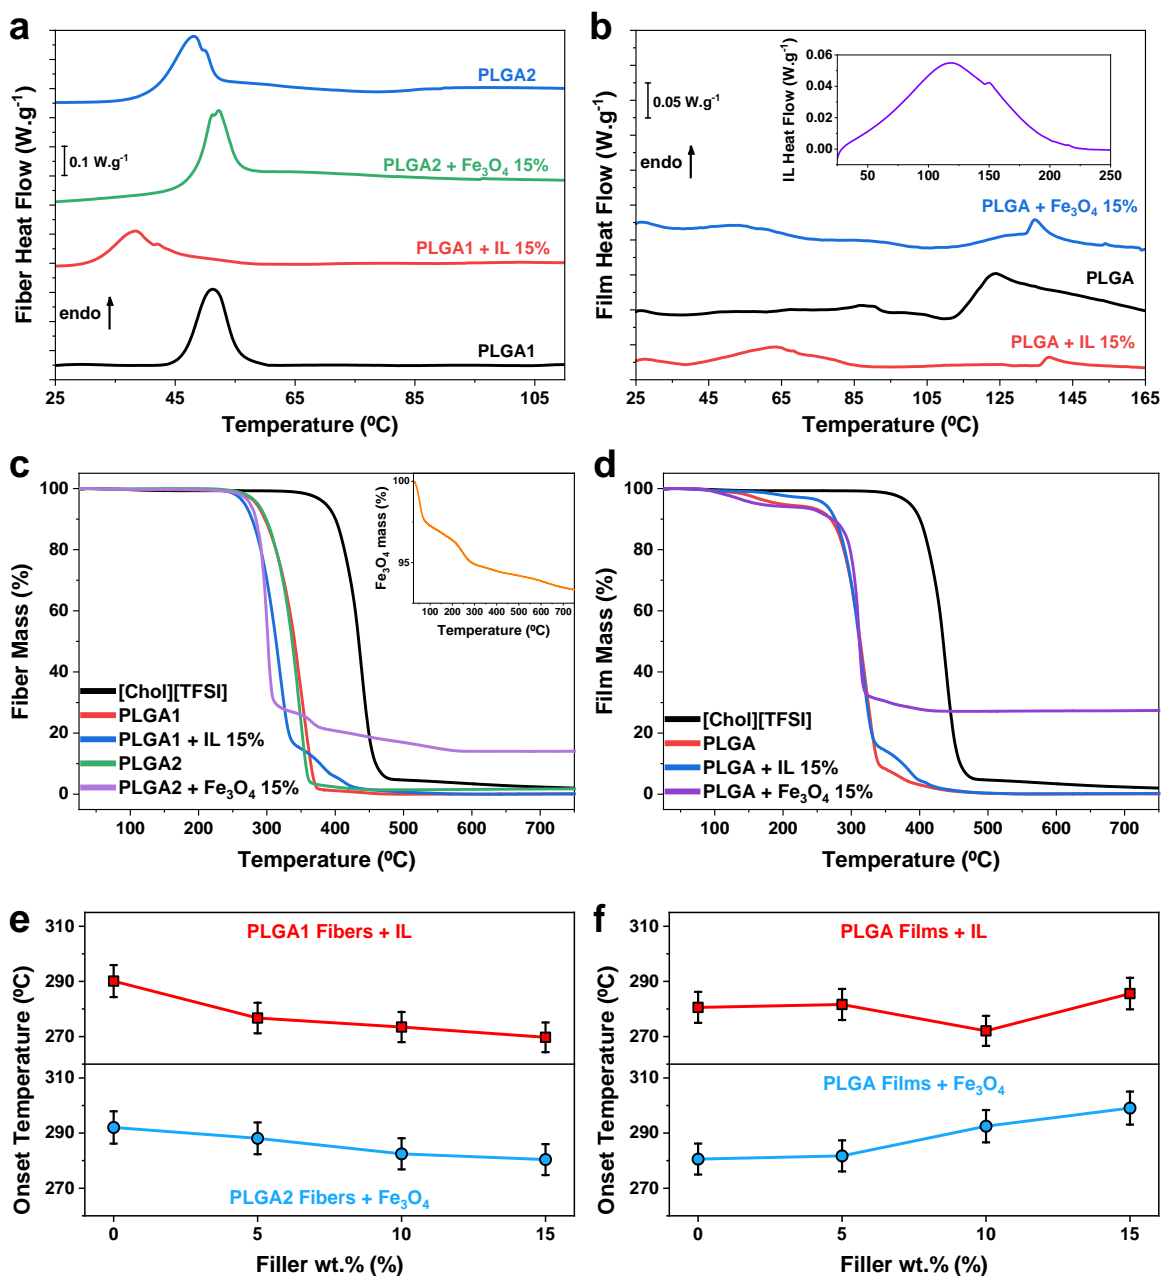 a
Fiber Heat Flow (W.g⁻¹)
PLGA2
0.1 W.g⁻¹
PLGA2 + Fe₃O₄ 15%
PLGA1 + IL 15%
endo
PLGA1
25 45 65 85 105
Temperature (ºC)
b
Film Heat Flow (W.g⁻¹)
0.05 W.g⁻¹
endo
IL Heat Flow (W.g⁻¹)
0.06
0.04
0.02
0.00
50 100 150 200 250
PLGA + Fe₃O₄ 15%
PLGA
PLGA + IL 15%
25 45 65 85 105 125 145 165
Temperature (ºC)
c
Fiber Mass (%)
100
80
60
40
20
0
Fe₃O₄ mass (%)
100
95
100 200 300 400 500 600 700
Temperature (ºC)
[Chol][TFSI]
PLGA1
PLGA1 + IL 15%
PLGA2
PLGA2 + Fe₃O₄ 15%
100 200 300 400 500 600 700
Temperature (ºC)
d
Film Mass (%)
100
80
60
40
20
0
[Chol][TFSI]
PLGA
PLGA + IL 15%
PLGA + Fe₃O₄ 15%
100 200 300 400 500 600 700
Temperature (ºC)
e
Onset Temperature (ºC)
310
290
270
PLGA1 Fibers + IL
310
290
270
PLGA2 Fibers + Fe₃O₄
0 5 10 15
Filler wt.% (%)
f
Onset Temperature (ºC)
310
290
270
PLGA Films + IL
310
290
270
PLGA Films + Fe₃O₄
0 5 10 15
Filler wt.% (%)